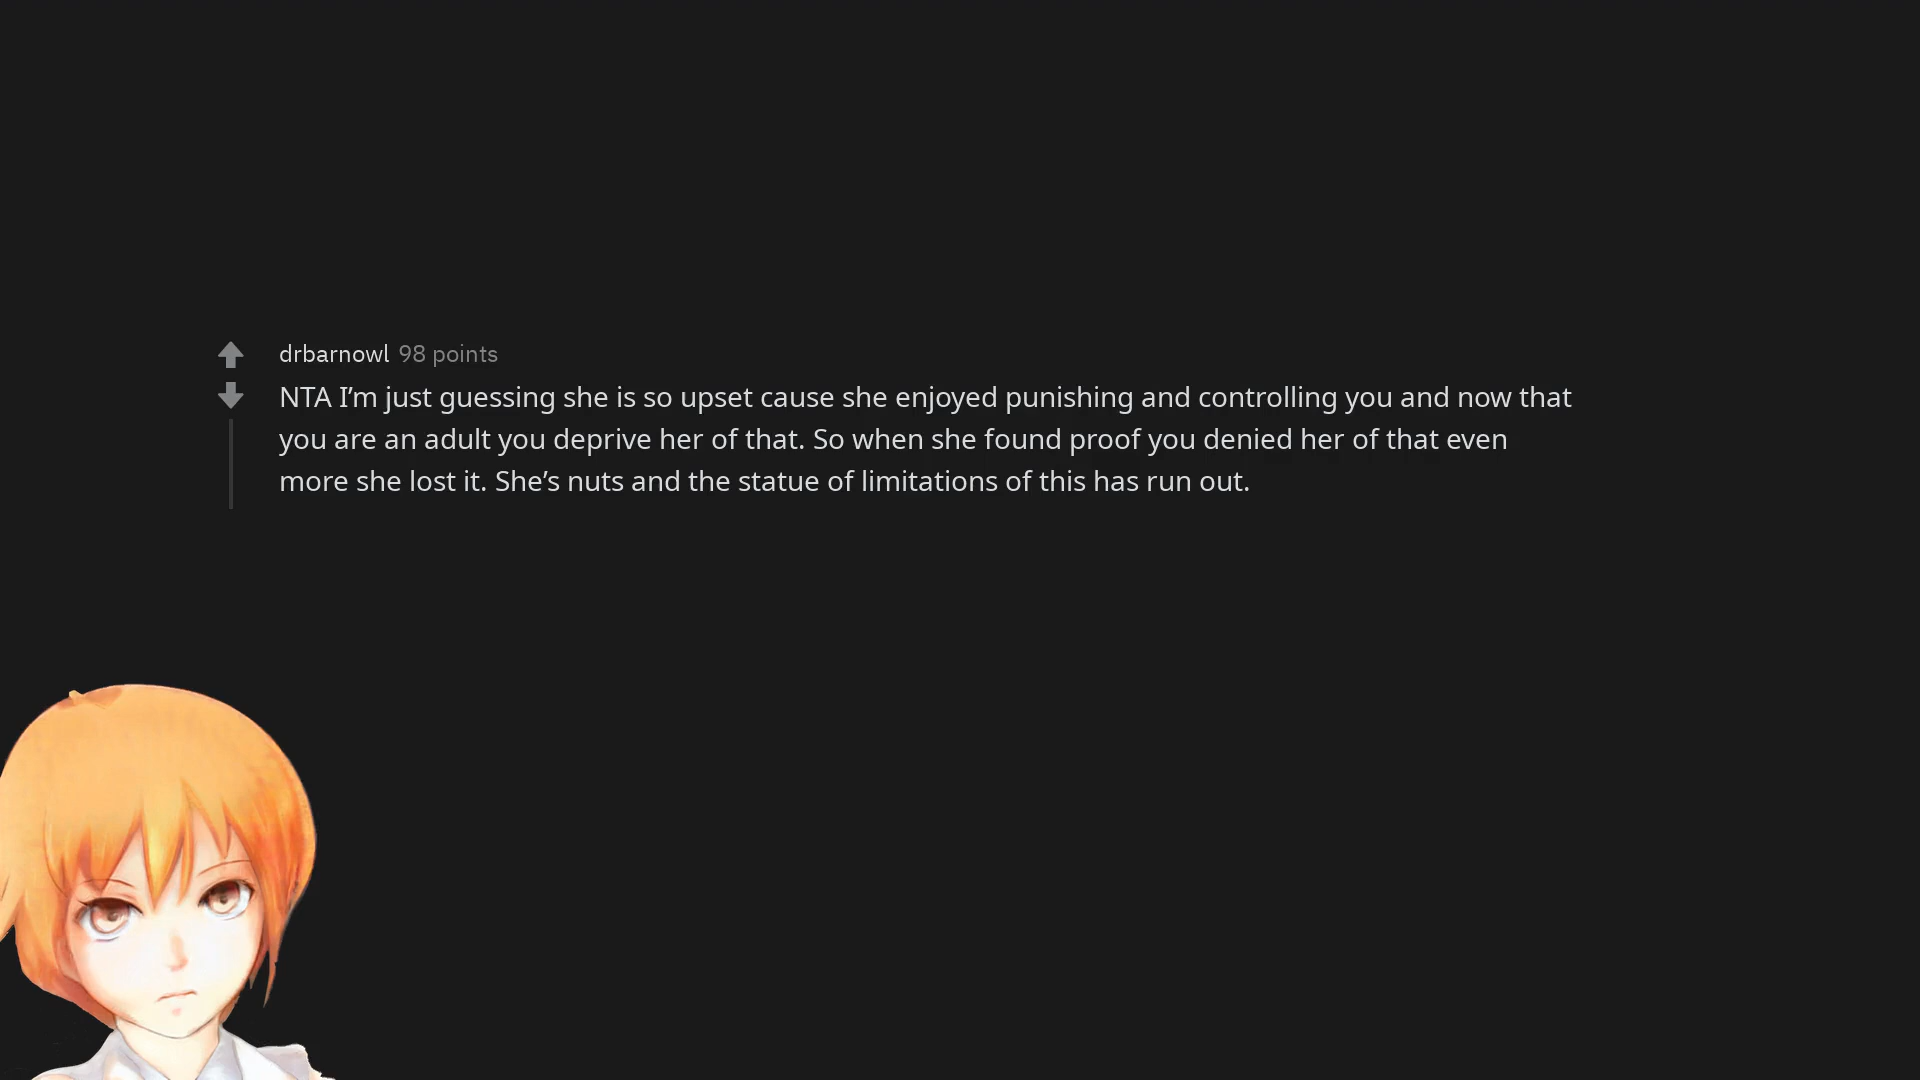 drbarnowl 98 points
NTA I’m just guessing she is so upset cause she enjoyed punishing and controlling you and now that
you are an adult you deprive her of that. So when she found proof you denied her of that even
more she lost it. She’s nuts and the statue of limitations of this has run out.